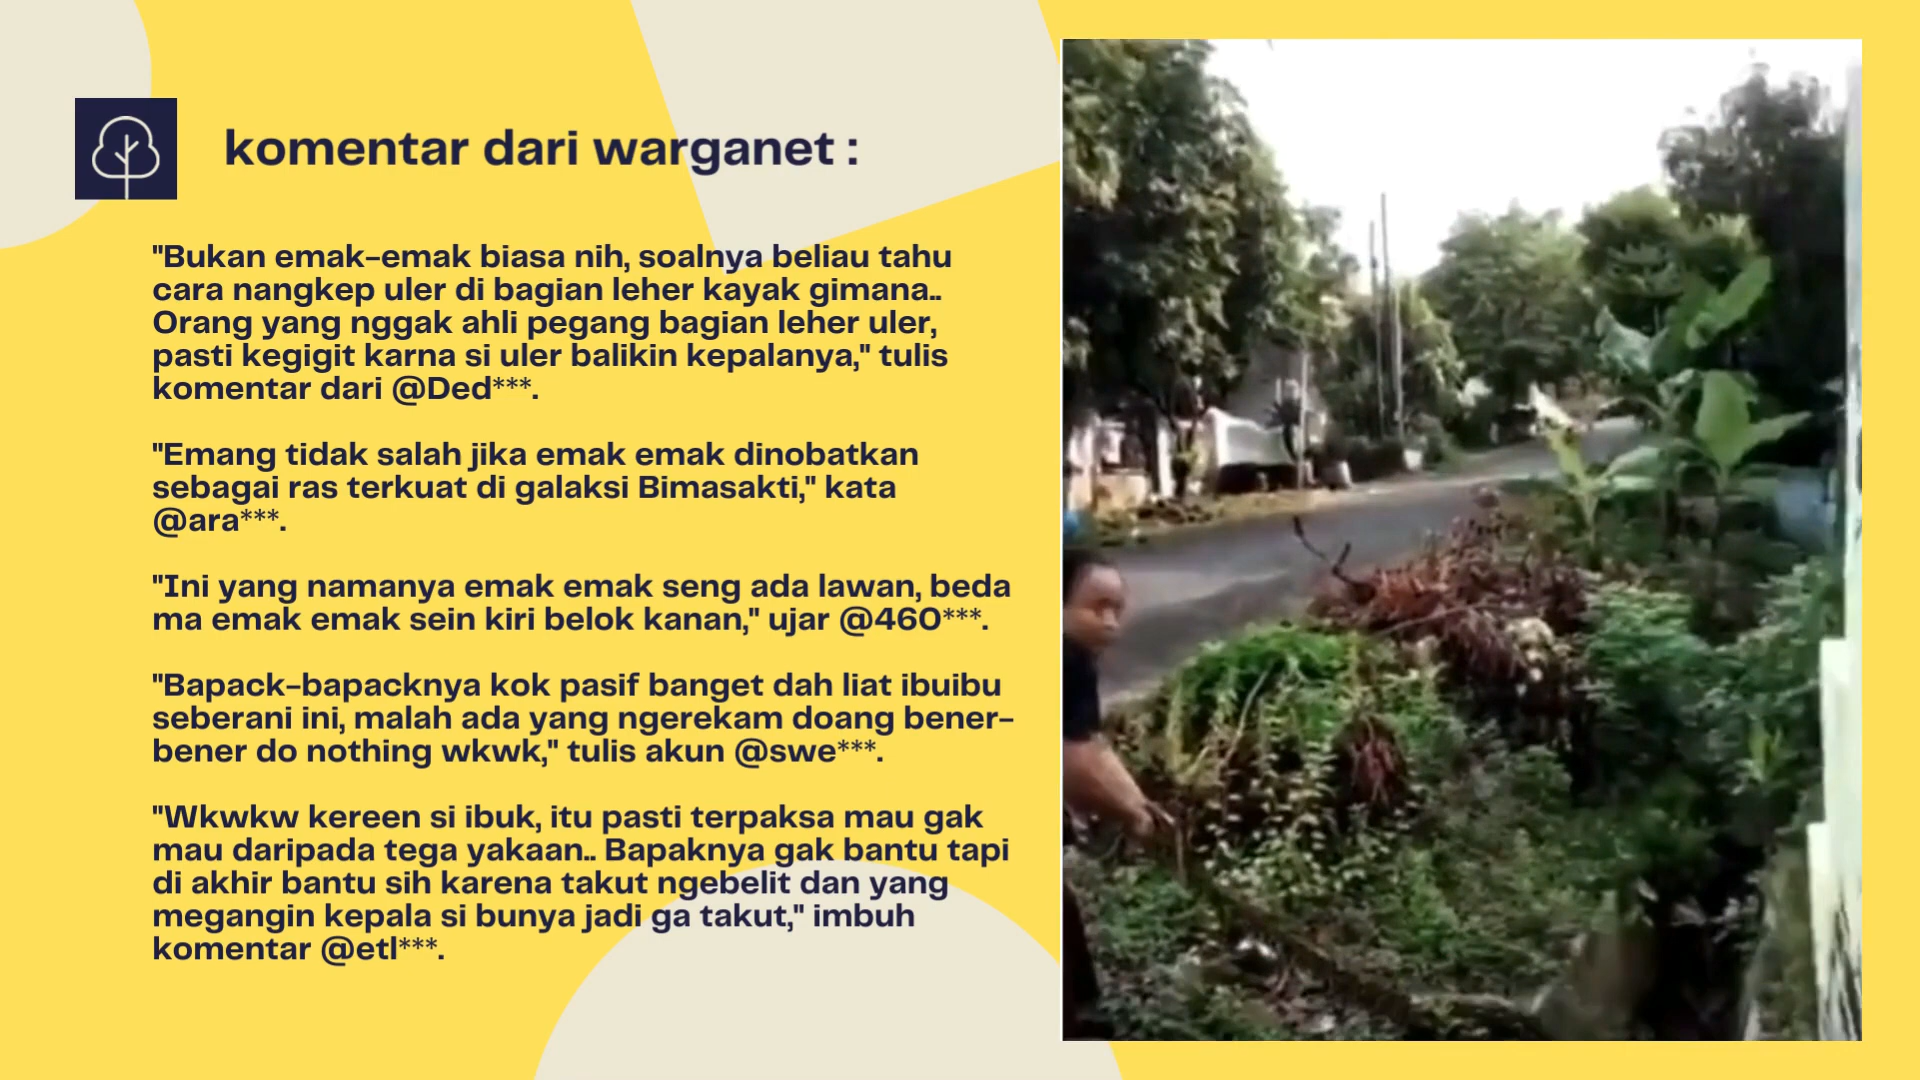 komentar dari warganet :
"Bukan emak-emak biasa nih, soalnya beliau tahu
cara nangkep uler di bagian leher kayak gimana..
Orang yang nggak ahli pegang bagian leher uler,
pasti kegigit karna si uler balikin kepalanya," tulis
komentar dari @Ded***.
"Emang tidak salah jika emak emak dinobatkan
sebagai ras terkuat di galaksi Bimasakti," kata
@ara***.
"Ini yang namanya emak emak seng ada lawan, beda
ma emak emak sein kiri belok kanan," ujar @460***.
"Bapack-bapacknya kok pasif banget dah liat ibuibu
seberani ini, malah ada yang ngerekam doang bener-
bener do nothing wkwk," tulis akun @swe***.
"Wkwkw kereen si ibuk, itu pasti terpaksa mau gak
mau daripada tega yakaan.. Bapaknya gak bantu tapi
di akhir bantu sih karena takut ngebelit dan yang
megangin kepala si bunya jadi ga takut," imbuh
komentar @etl***.